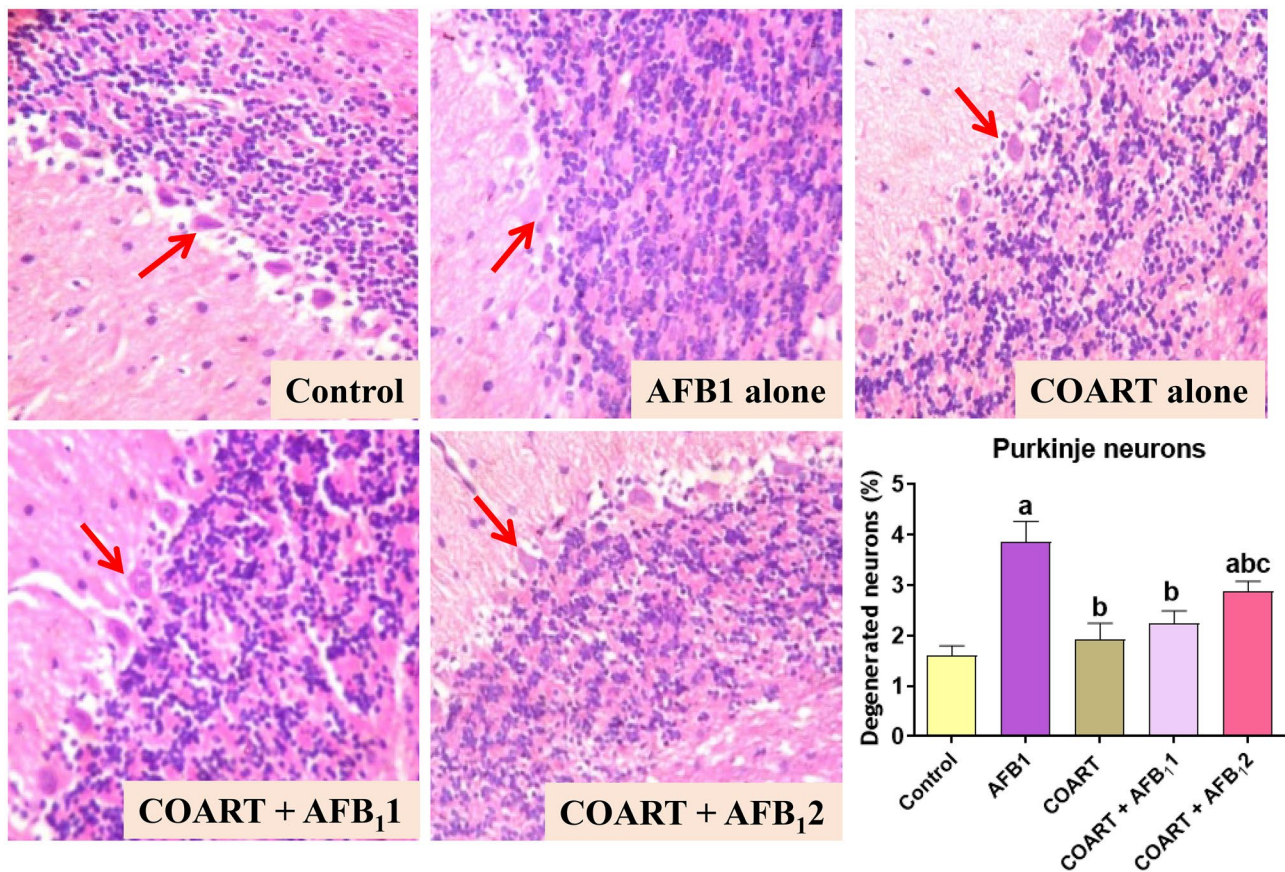 Control
AFB1 alone
COART alone
COART + AFB₁1
COART + AFB₁2
Purkinje neurons
Degenerated neurons (%)
5
4
3
2
1
0
a
b
b
abc
Control
AFB1
COART
COART + AFB₁1
COART + AFB₁2